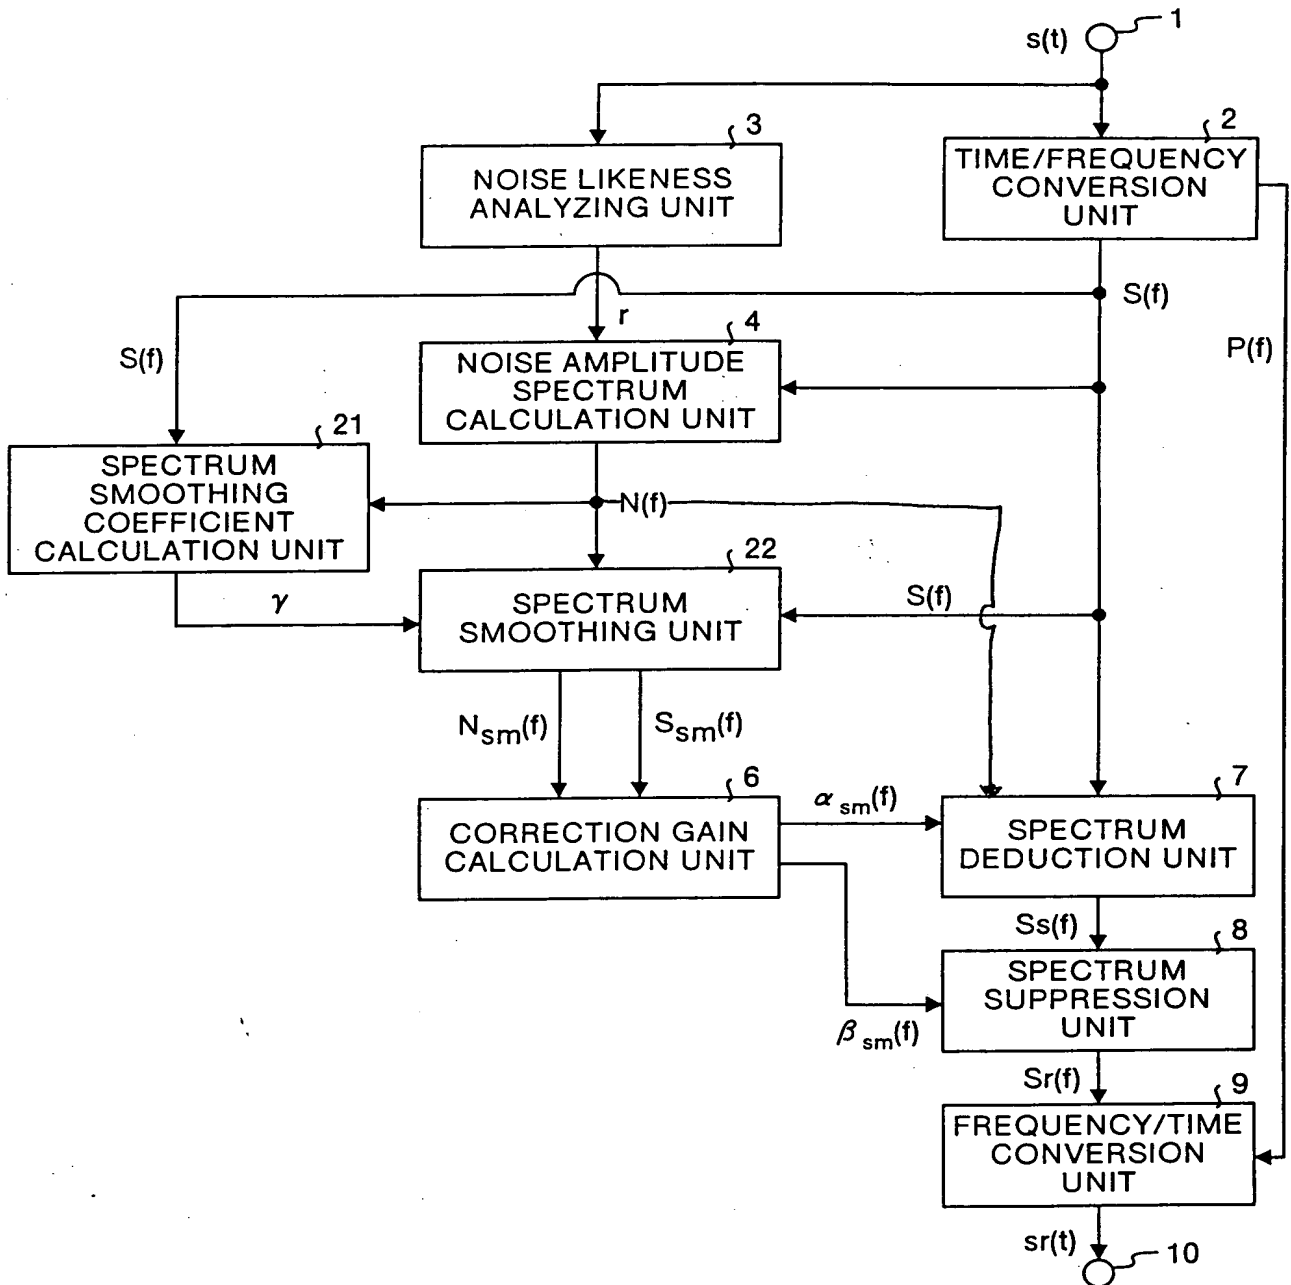 1
s(t)
3
NOISE LIKENESS
ANALYZING UNIT
2
TIME/FREQUENCY
CONVERSION
UNIT
S(f)
r
S(f)
P(f)
4
NOISE AMPLITUDE
SPECTRUM
CALCULATION UNIT
21
SPECTRUM
SMOOTHING
COEFFICIENT
CALCULATION UNIT
N(f)
γ
22
SPECTRUM
SMOOTHING UNIT
S(f)
Nsm(f)
Ssm(f)
6
CORRECTION GAIN
CALCULATION UNIT
αsm(f)
7
SPECTRUM
DEDUCTION UNIT
Ss(f)
8
SPECTRUM
SUPPRESSION
UNIT
βsm(f)
Sr(f)
9
FREQUENCY/TIME
CONVERSION
UNIT
sr(t)
10